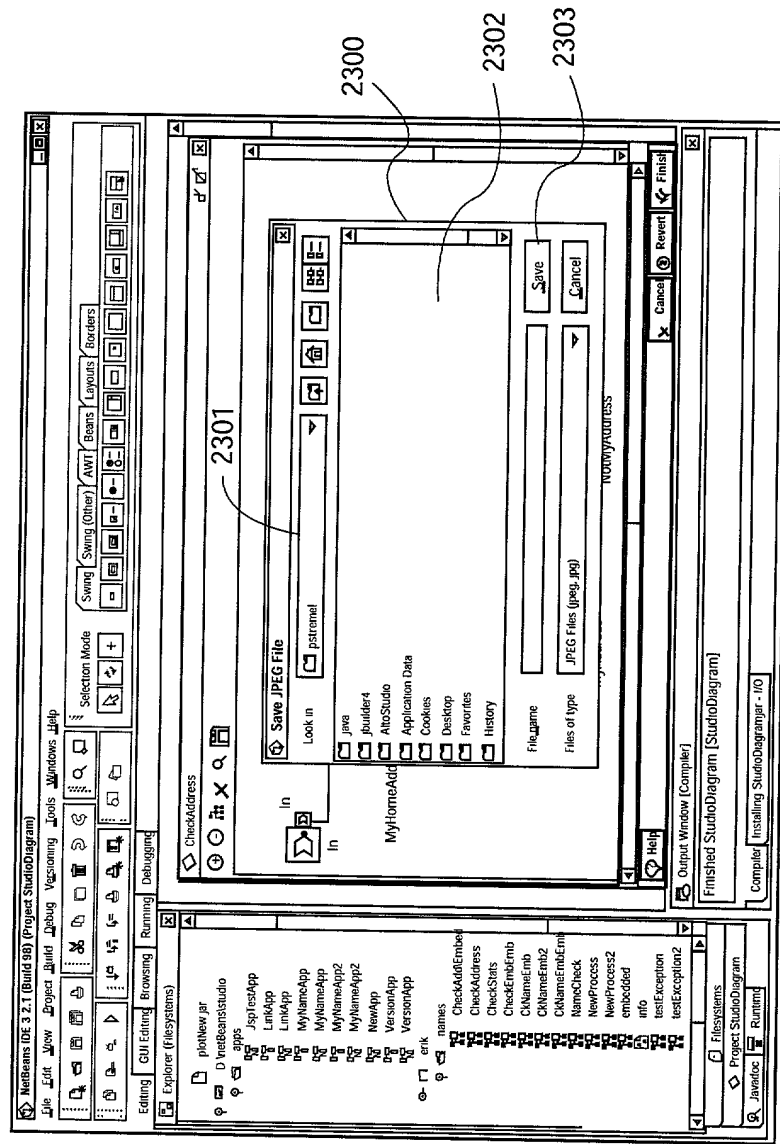 NetBeans IDE 3 2.1 (Build 98) (Project StudioDiagram)
File Edit View Project Build Debug Versioning Tools Windows Help
Selection Mode
Swing Swing (Other) AWT Beans Layouts Borders
Editing GUI Editing Browsing Running Debugging
Explorer (Filesystems)
plotNew jar
D \netBeans\studio
apps
JspTestApp
LinkApp
LinkApp
MyNameApp
MyNameApp
MyNameApp2
MyNameApp2
NewApp
VersionApp
VersionApp
erik
names
CheckAdd\Embed
CheckAddress
CheckStats
CheckEmbEmb
CkNameEmb
CkNameEmb2
CkNameEmbEmb
NameCheck
NewProcess
NewProcess2
embedded
info
testException
testException2
Filesystems
Project StudioDiagram
Javadoc Runtime
CheckAddress
In
In
MyHomeAdd
NotMyAddress
Save JPEG File
Look in
pstremel
java
jbuilder4
AltoStudio
Application Data
Cookies
Desktop
Favorites
History
File name
Save
Files of type
JPEG Files (jpeg, jpg)
Cancel
Help
Cancel
Revert
Finish
Output Window [Compiler]
Finished StudioDiagram [StudioDiagram]
Compiler Installing StudioDiagramjar - I/O
2300
2301
2302
2303